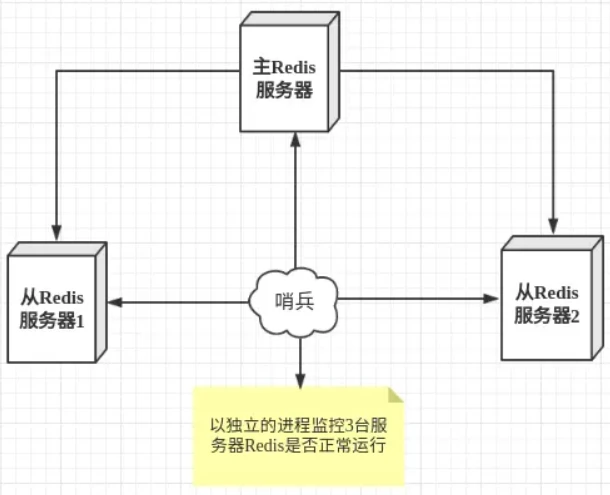 主Redis
服务器
从Redis
服务器1
哨兵
从Redis
服务器2
以独立的进程监控3台服
务器Redis是否正常运行